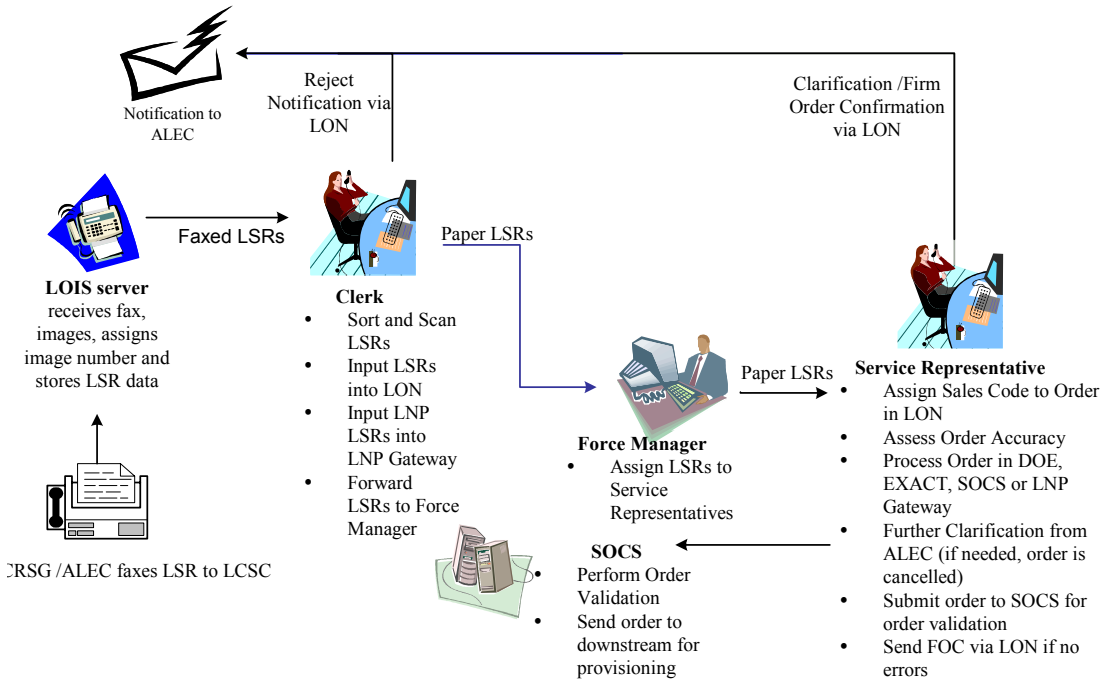 Notification to
ALEC
Reject
Notification via
LON
Clarification /Firm
Order Confirmation
via LON
Faxed LSRs
Paper LSRs
LOIS server
receives fax,
images, assigns
image number and
stores LSR data
CRSG /ALEC faxes LSR to LCSC
Clerk
• Sort and Scan
LSRs
• Input LSRs
into LON
• Input LNP
LSRs into
LNP Gateway
• Forward
LSRs to Force
Manager
Force Manager
• Assign LSRs to
Service
Representatives
Paper LSRs
Service Representative
• Assign Sales Code to Order
in LON
• Assess Order Accuracy
• Process Order in DOE,
EXACT, SOCS or LNP
Gateway
• Further Clarification from
ALEC (if needed, order is
cancelled)
• Submit order to SOCS for
order validation
• Send FOC via LON if no
errors
SOCS
• Perform Order
Validation
• Send order to
downstream for
provisioning